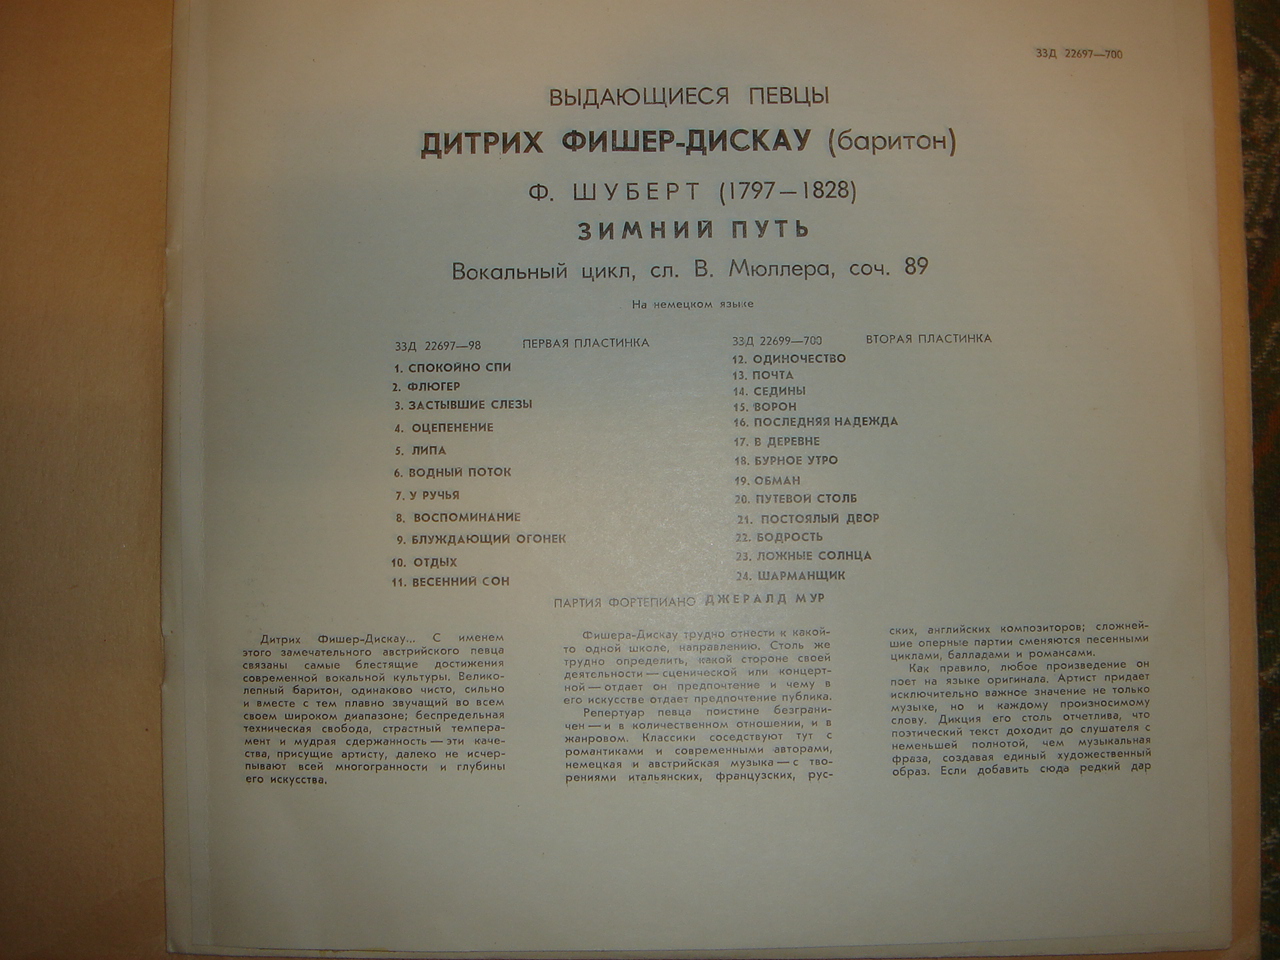 33Д 22697—700
ВЫДАЮЩИЕСЯ ПЕВЦЫ
ДИТРИХ ФИШЕР-ДИСКАУ (баритон)
Ф. ШУБЕРТ (1797—1828)
ЗИМНИЙ ПУТЬ
Вокальный цикл, сл. В. Мюллера, соч. 89
На немецком языке
33Д 22697—98 ПЕРВАЯ ПЛАСТИНКА
1. СПОКОЙНО СПИ
2. ФЛЮГЕР
3. ЗАСТЫВШИЕ СЛЕЗЫ
4. ОЦЕПЕНЕНИЕ
5. ЛИПА
6. ВОДНЫЙ ПОТОК
7. У РУЧЬЯ
8. ВОСПОМИНАНИЕ
9. БЛУЖДАЮЩИЙ ОГОНЕК
10. ОТДЫХ
11. ВЕСЕННИЙ СОН
33Д 22699—700 ВТОРАЯ ПЛАСТИНКА
12. ОДИНОЧЕСТВО
13. ПОЧТА
14. СЕДИНЫ
15. ВОРОН
16. ПОСЛЕДНЯЯ НАДЕЖДА
17. В ДЕРЕВНЕ
18. БУРНОЕ УТРО
19. ОБМАН
20. ПУТЕВОЙ СТОЛБ
21. ПОСТОЯЛЫЙ ДВОР
22. БОДРОСТЬ
23. ЛОЖНЫЕ СОЛНЦА
24. ШАРМАНЩИК
ПАРТИЯ ФОРТЕПИАНО ДЖЕРАЛД МУР
Дитрих Фишер-Дискау... С именем
этого замечательного австрийского певца
связаны самые блестящие достижения
современной вокальной культуры. Велико-
лепный баритон, одинаково чисто, сильно
и вместе с тем плавно звучащий во всем
своем широком диапазоне; беспредельная
техническая свобода, страстный темпера-
мент и мудрая сдержанность — эти каче-
ства, присущие артисту, далеко не исчер-
пывают всей многогранности и глубины
его искусства.
Фишера-Дискау трудно отнести к какой-
то одной школе, направлению. Столь же
трудно определить, какой стороне своей
деятельности — сценической или концерт-
ной — отдает он предпочтение и чему в
его искусстве отдает предпочтение публика.
Репертуар певца поистине безграни-
чен — и в количественном отношении, и в
жанровом. Классики соседствуют тут с
романтиками и современными авторами,
немецкая и австрийская музыка — с тво-
рениями итальянских, французских, рус-
ских, английских композиторов; сложней-
шие оперные партии сменяются песенными
циклами, балладами и романсами.
Как правило, любое произведение он
поет на языке оригинала. Артист придает
исключительно важное значение не только
музыке, но и каждому произносимому
слову. Дикция его столь отчетлива, что
поэтический текст доходит до слушателя с
неменьшей полнотой, чем музыкальная
фраза, создавая единый художественный
образ. Если добавить сюда редкий дар